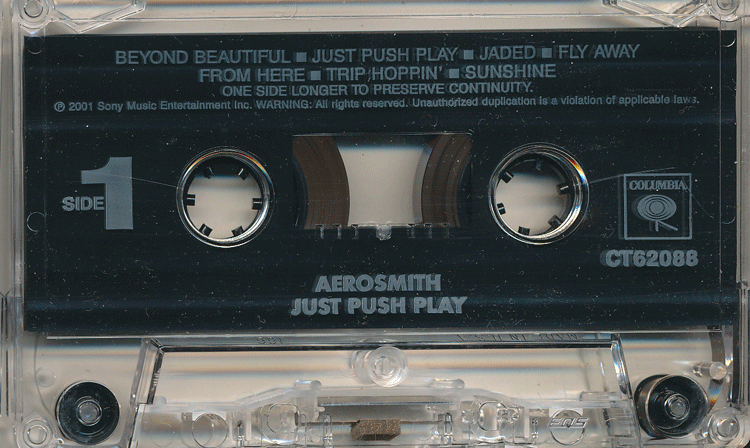 BEYOND BEAUTIFUL ■ JUST PUSH PLAY ■ JADED ■ FLY AWAY
FROM HERE ■ TRIP HOPPIN' ■ SUNSHINE
ONE SIDE LONGER TO PRESERVE CONTINUITY.
℗ 2001 Sony Music Entertainment Inc. WARNING: All rights reserved. Unauthorized duplication is a violation of applicable laws.
SIDE 1
COLUMBIA
CT62088
AEROSMITH
JUST PUSH PLAY